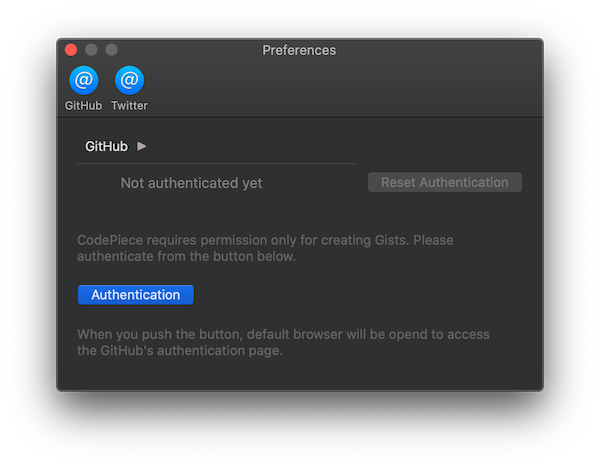 Preferences
@ @
GitHub Twitter
GitHub
Not authenticated yet Reset Authentication
CodePiece requires permission only for creating Gists. Please
authenticate from the button below.
Authentication
When you push the button, default browser will be opend to access
the GitHub's authentication page.